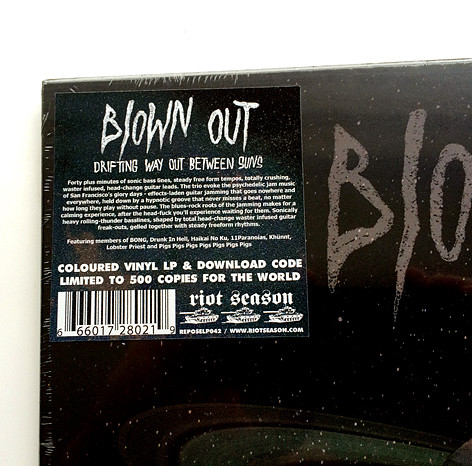 BLOWN OUT
DRIFTING WAY OUT BETWEEN SUNS
Forty plus minutes of sonic bass lines, steady free form tempos, totally crushing,
waster infused, head-change guitar leads. The trio evoke the psychedelic jam music
of San Francisco's glory days - effects-laden guitar jamming that goes nowhere and
everywhere, held down by a hypnotic groove that never misses a beat, no matter
how long they play this stuff. The blues-rock roots of the jamming makes for a
calming experience, after the head-fuck you'll experience waiting for them. Sonically
heavy rolling-thunder basslines, shaped by total head-change waster infused guitar
freak-outs, gelled together with steady freeform rhythms.
Featuring members of BONG, Drunk In Hell, Haikai No Ku, 11Paranoias, Khünnt,
Lobster Priest and Pigs Pigs Pigs Pigs Pigs Pigs Pigs
COLOURED VINYL LP & DOWNLOAD CODE
LIMITED TO 500 COPIES FOR THE WORLD
riot season
6 66017 28021 9
REPOSELP042 / WWW.RIOTSEASON.COM
BLO